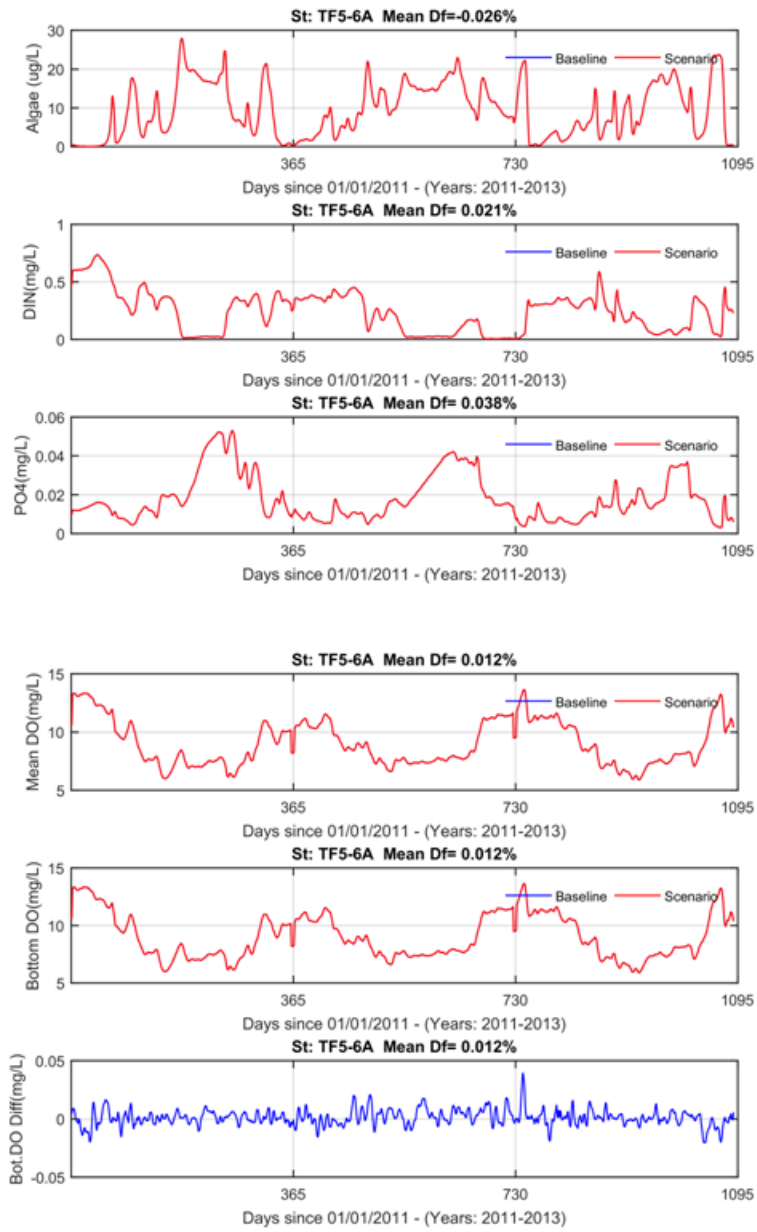 St: TF5-6A Mean Df=-0.026%
30
Baseline
Scenario
20
10
0
Algae (ug/L)
365
730
1095
Days since 01/01/2011 - (Years: 2011-2013)
St: TF5-6A Mean Df= 0.021%
1
Baseline
Scenario
0.5
0
DIN(mg/L)
365
730
1095
Days since 01/01/2011 - (Years: 2011-2013)
St: TF5-6A Mean Df= 0.038%
0.06
Baseline
Scenario
0.04
0.02
0
PO4(mg/L)
365
730
1095
Days since 01/01/2011 - (Years: 2011-2013)
St: TF5-6A Mean Df= 0.012%
15
Baseline
Scenario
10
5
Mean DO(mg/L)
365
730
1095
Days since 01/01/2011 - (Years: 2011-2013)
St: TF5-6A Mean Df= 0.012%
15
Baseline
Scenario
10
5
Bottom DO(mg/L)
365
730
1095
Days since 01/01/2011 - (Years: 2011-2013)
St: TF5-6A Mean Df= 0.012%
0.05
0
-0.05
Bot.DO Diff(mg/L)
365
730
1095
Days since 01/01/2011 - (Years: 2011-2013)